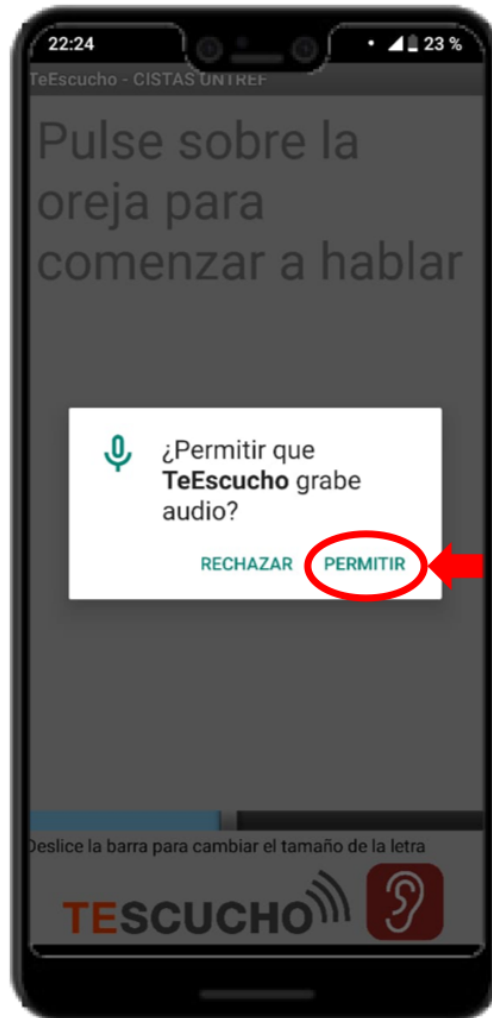 22:24
23 %
TeEscucho - CISTAS UNTREF
Pulse sobre la
oreja para
comenzar a hablar
¿Permitir que
TeEscucho grabe
audio?
RECHAZAR PERMITIR
Deslice la barra para cambiar el tamaño de la letra
TESCUCHO